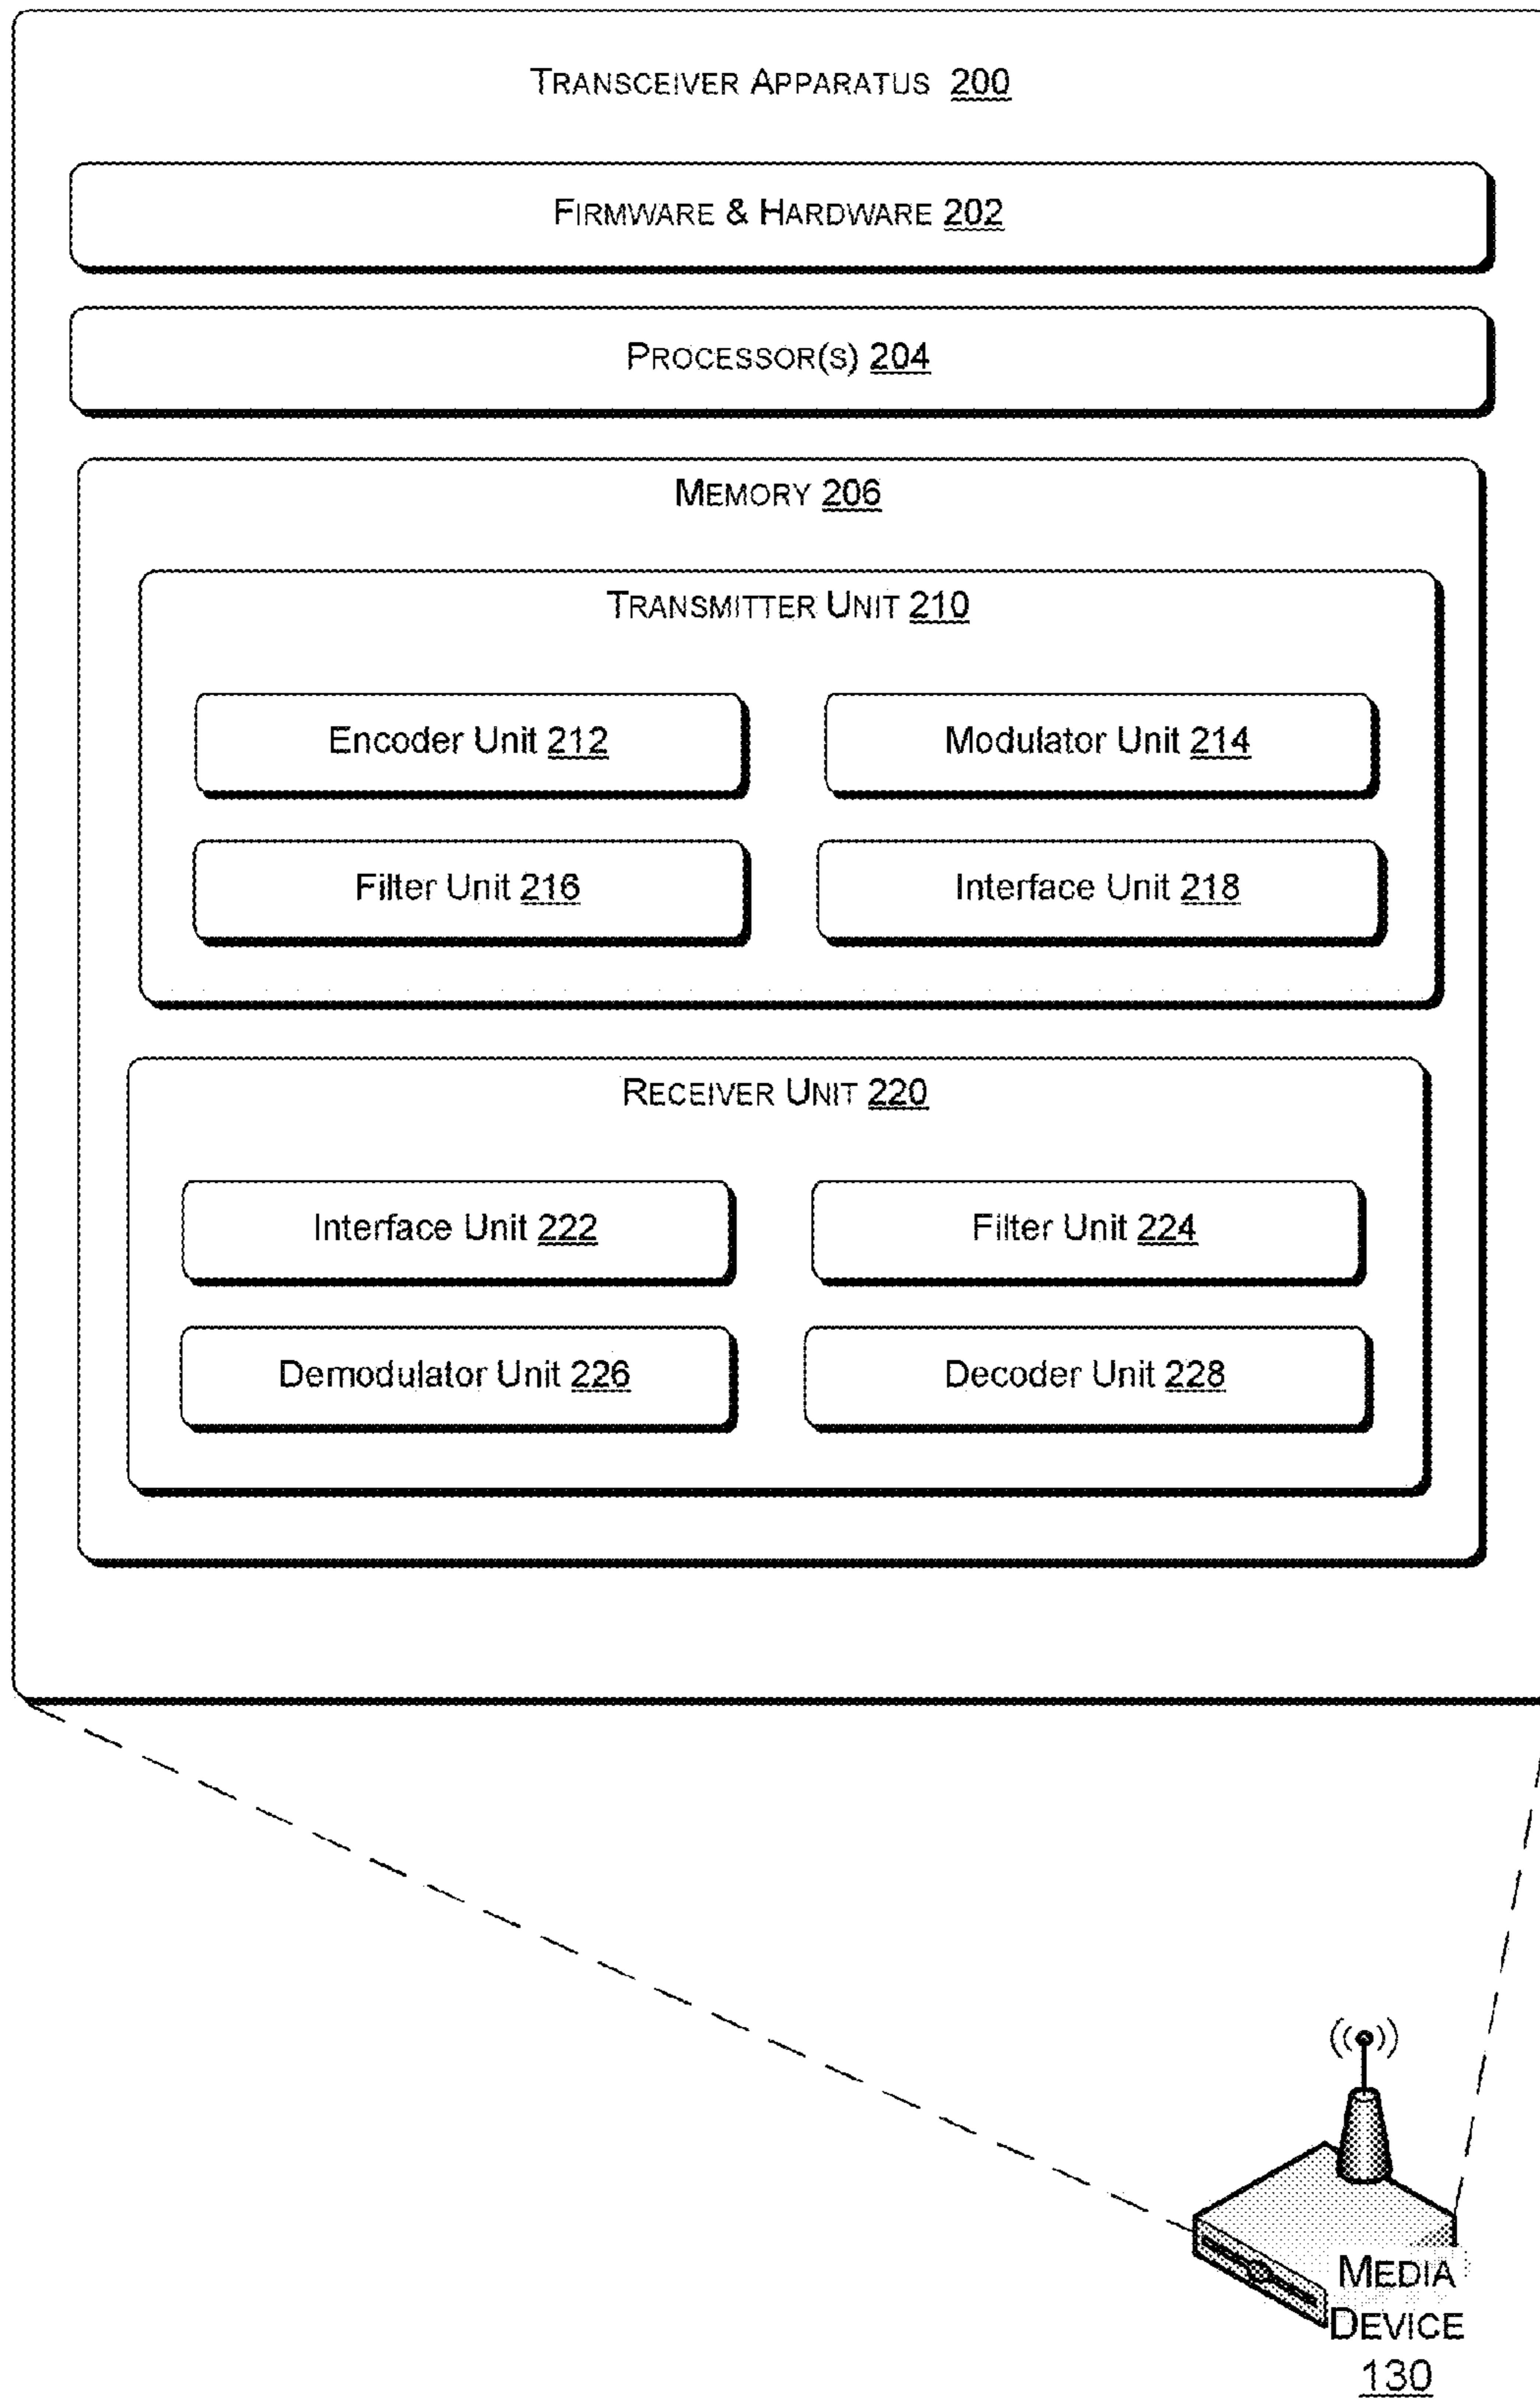 TRANSCEIVER APPARATUS 200
FIRMWARE & HARDWARE 202
PROCESSOR(S) 204
MEMORY 206
TRANSMITTER UNIT 210
Encoder Unit 212
Modulator Unit 214
Filter Unit 216
Interface Unit 218
RECEIVER UNIT 220
Interface Unit 222
Filter Unit 224
Demodulator Unit 226
Decoder Unit 228
MEDIA
DEVICE
130